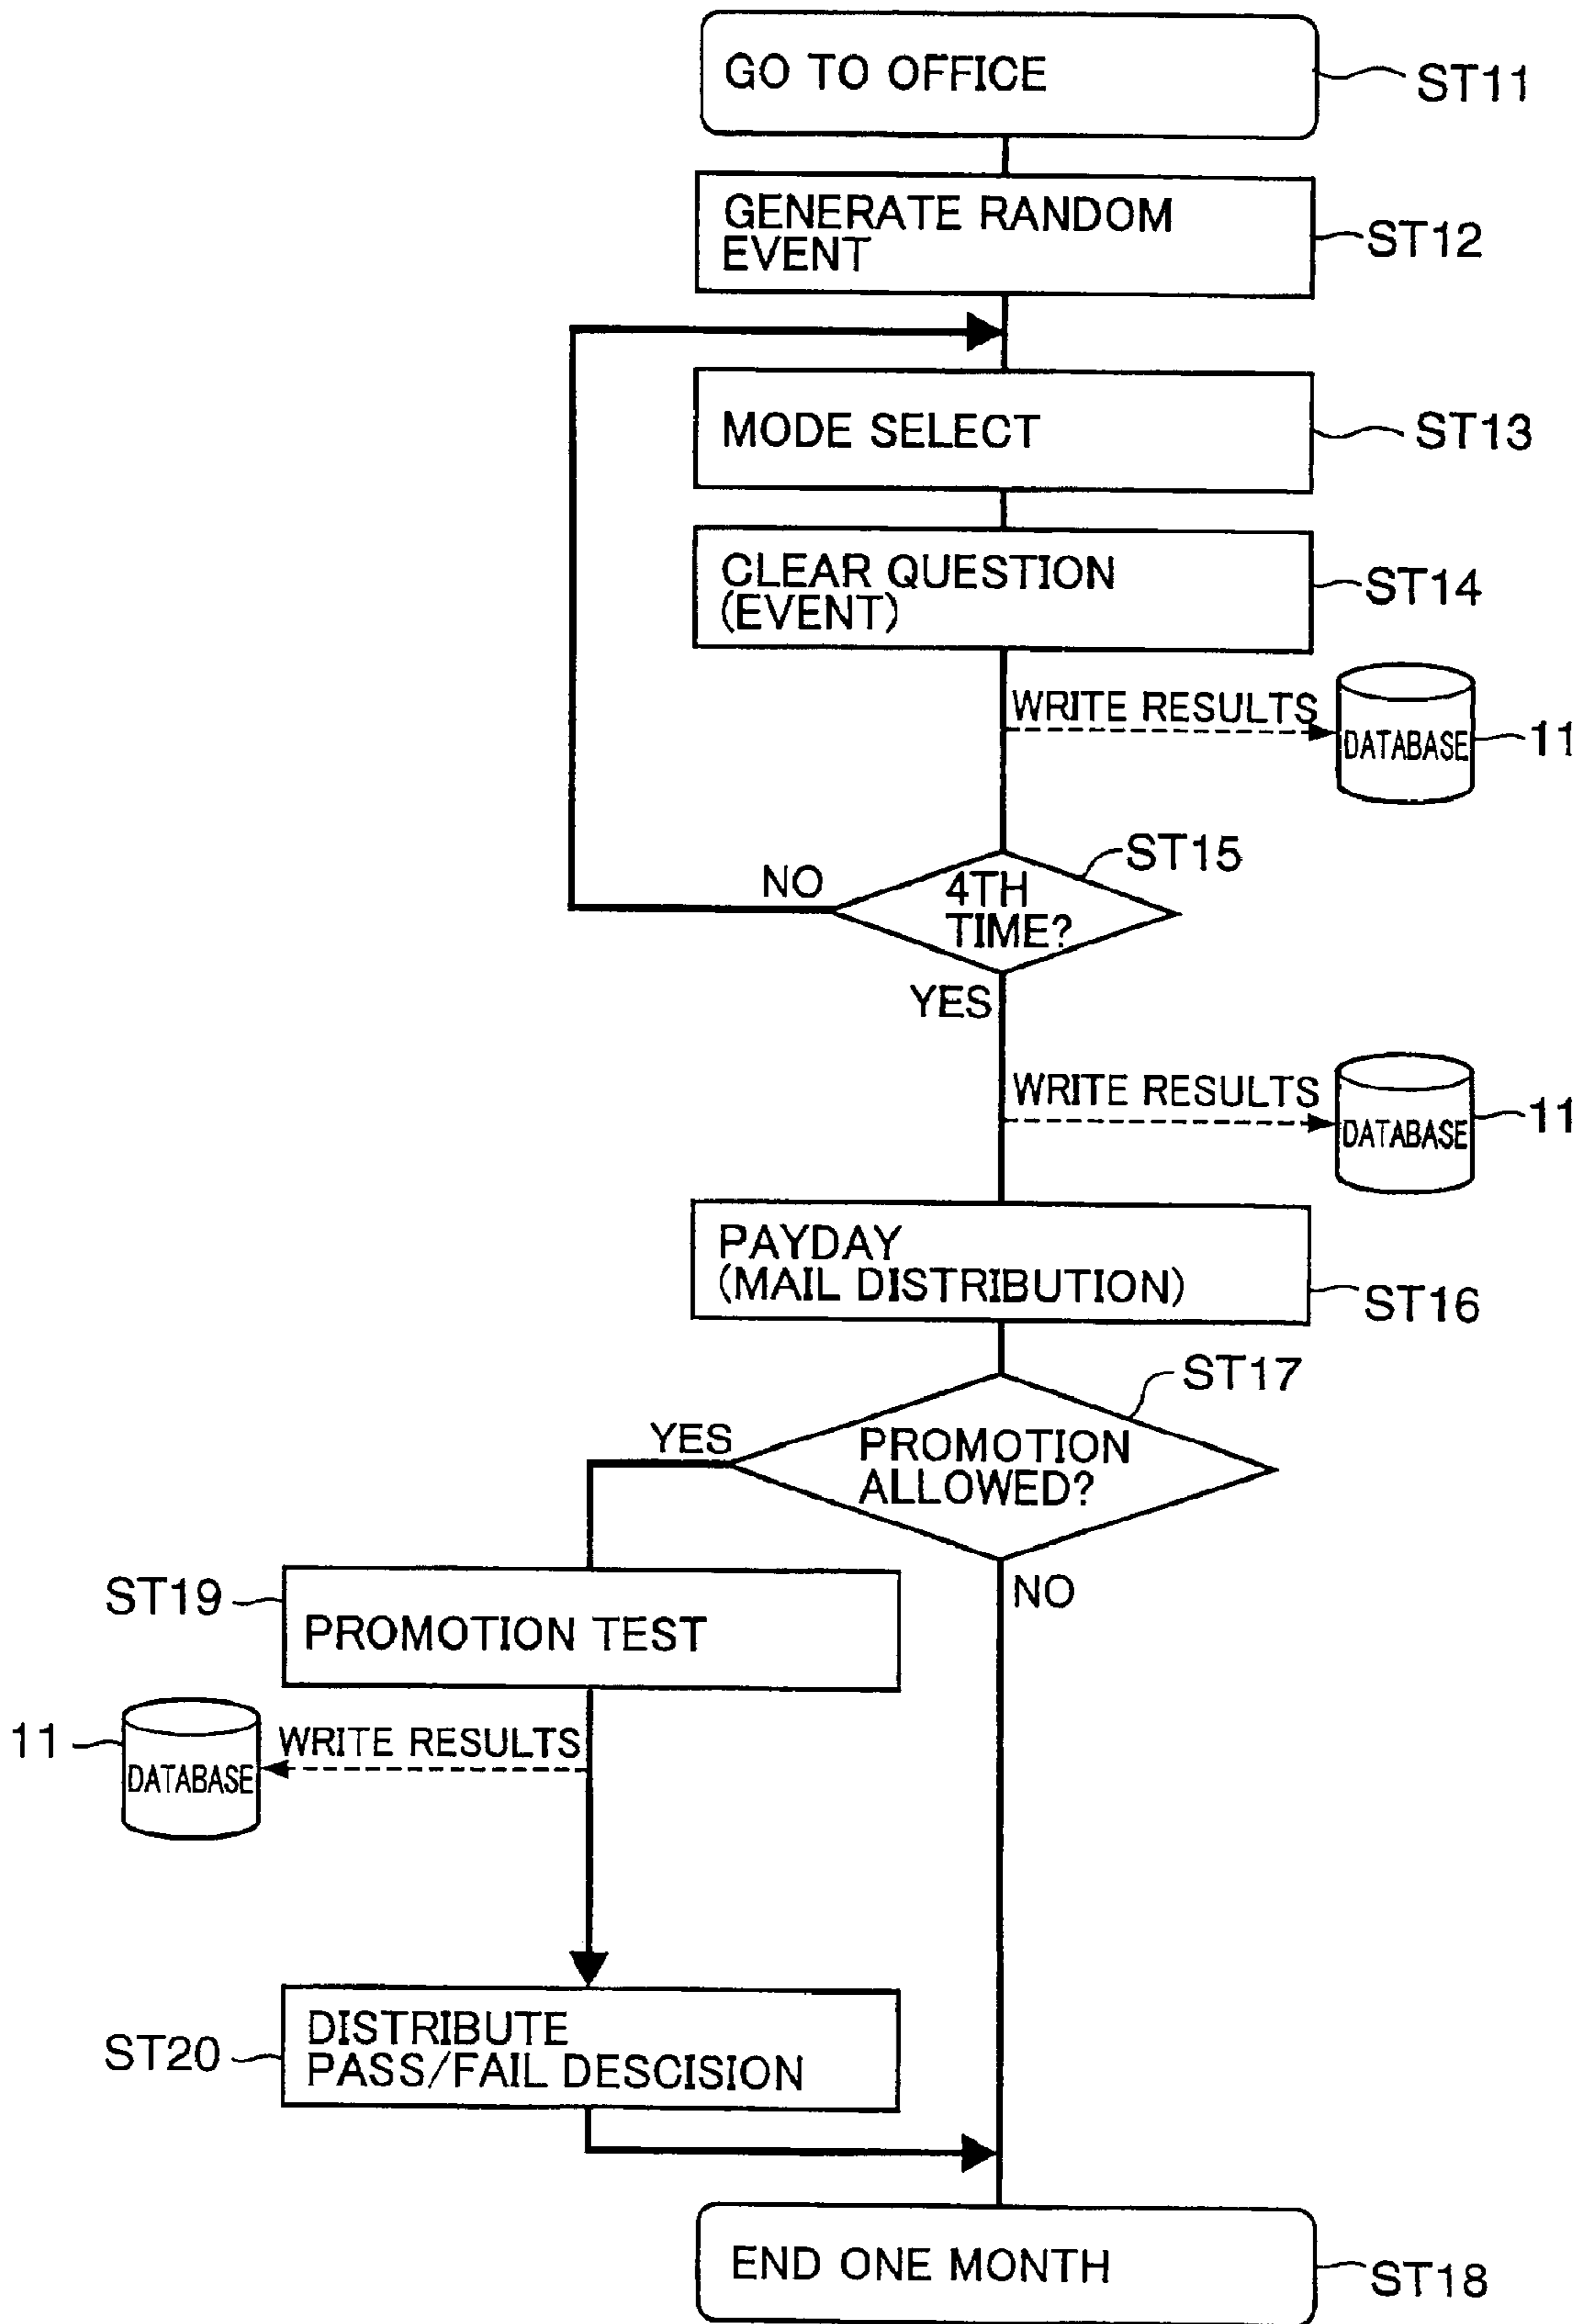 GO TO OFFICE
ST11
GENERATE RANDOM
EVENT
ST12
MODE SELECT
ST13
CLEAR QUESTION
(EVENT)
ST14
WRITE RESULTS
DATABASE
11
ST15
NO
4TH
TIME?
YES
WRITE RESULTS
DATABASE
11
PAYDAY
(MAIL DISTRIBUTION)
ST16
ST17
YES
PROMOTION
ALLOWED?
NO
ST19
PROMOTION TEST
11
DATABASE
WRITE RESULTS
ST20
DISTRIBUTE
PASS/FAIL DESCISION
END ONE MONTH
ST18